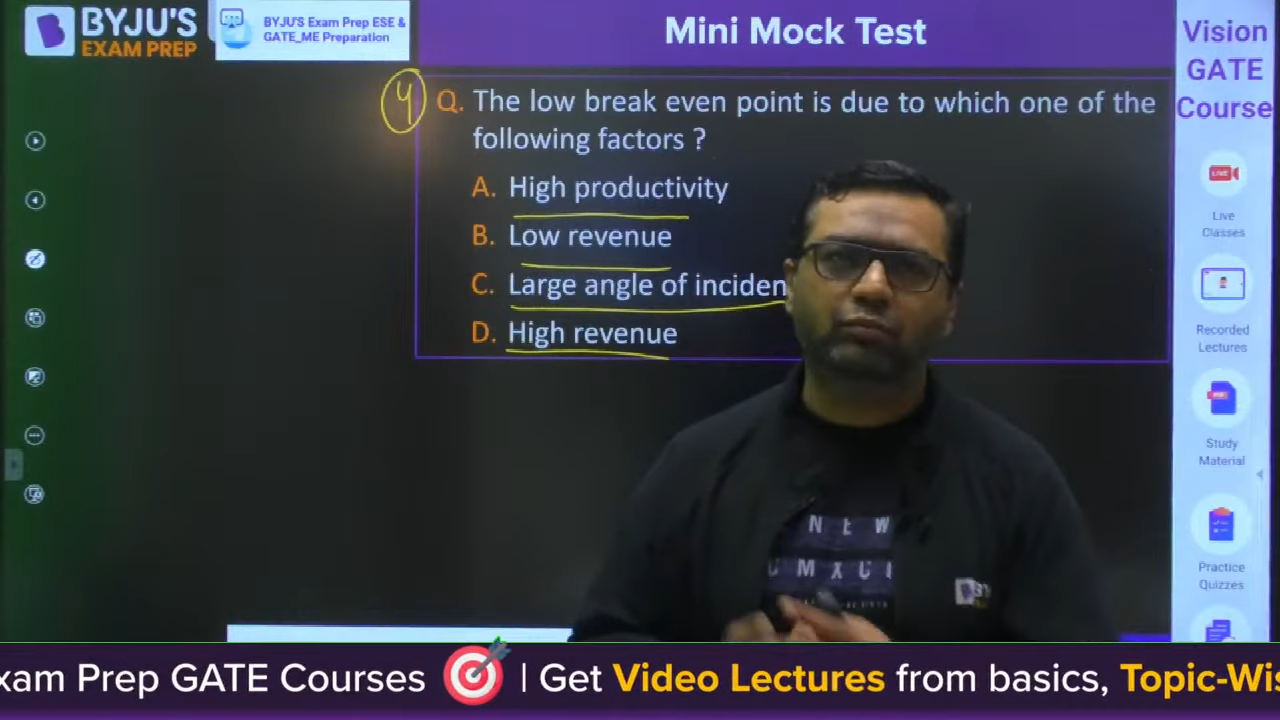 BYJU'S
EXAM PREP
BYJU'S Exam Prep ESE &
GATE_ME Preparation
Mini Mock Test
Vision
GATE
Course
4
Q. The low break even point is due to which one of the
following factors ?
A. High productivity
B. Low revenue
C. Large angle of inciden
D. High revenue
LIVE
Live
Classes
Recorded
Lectures
Study
Material
Practice
Quizzes
NEW
xam Prep GATE Courses | Get Video Lectures from basics, Topic-Wis